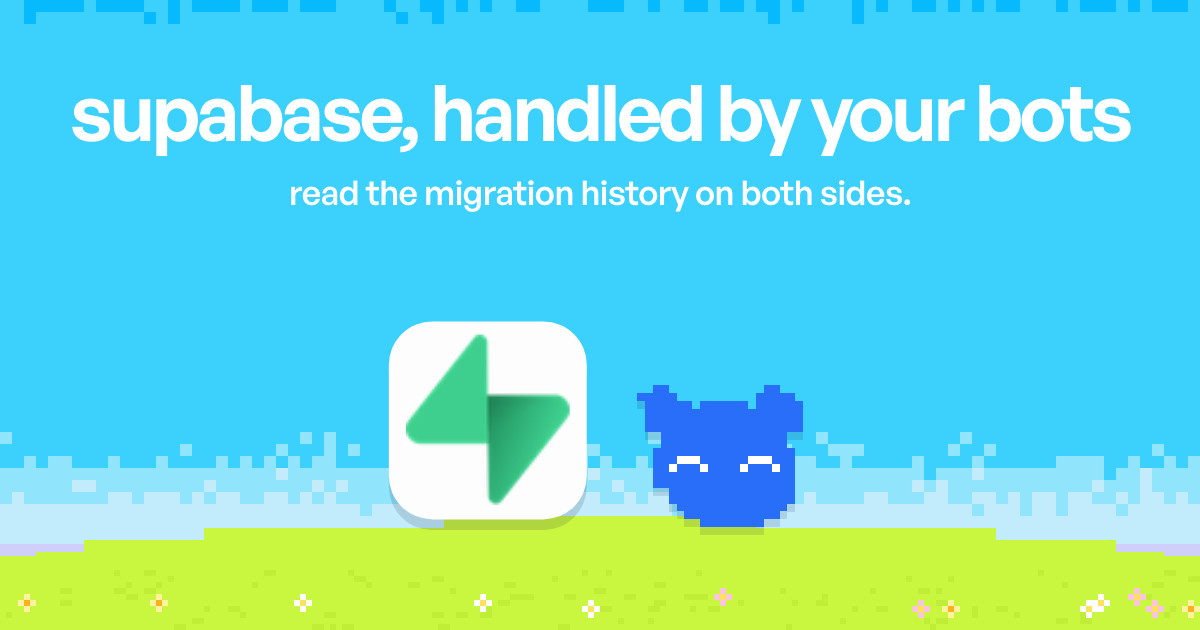 supabase, handled by your bots
read the migration history on both sides.